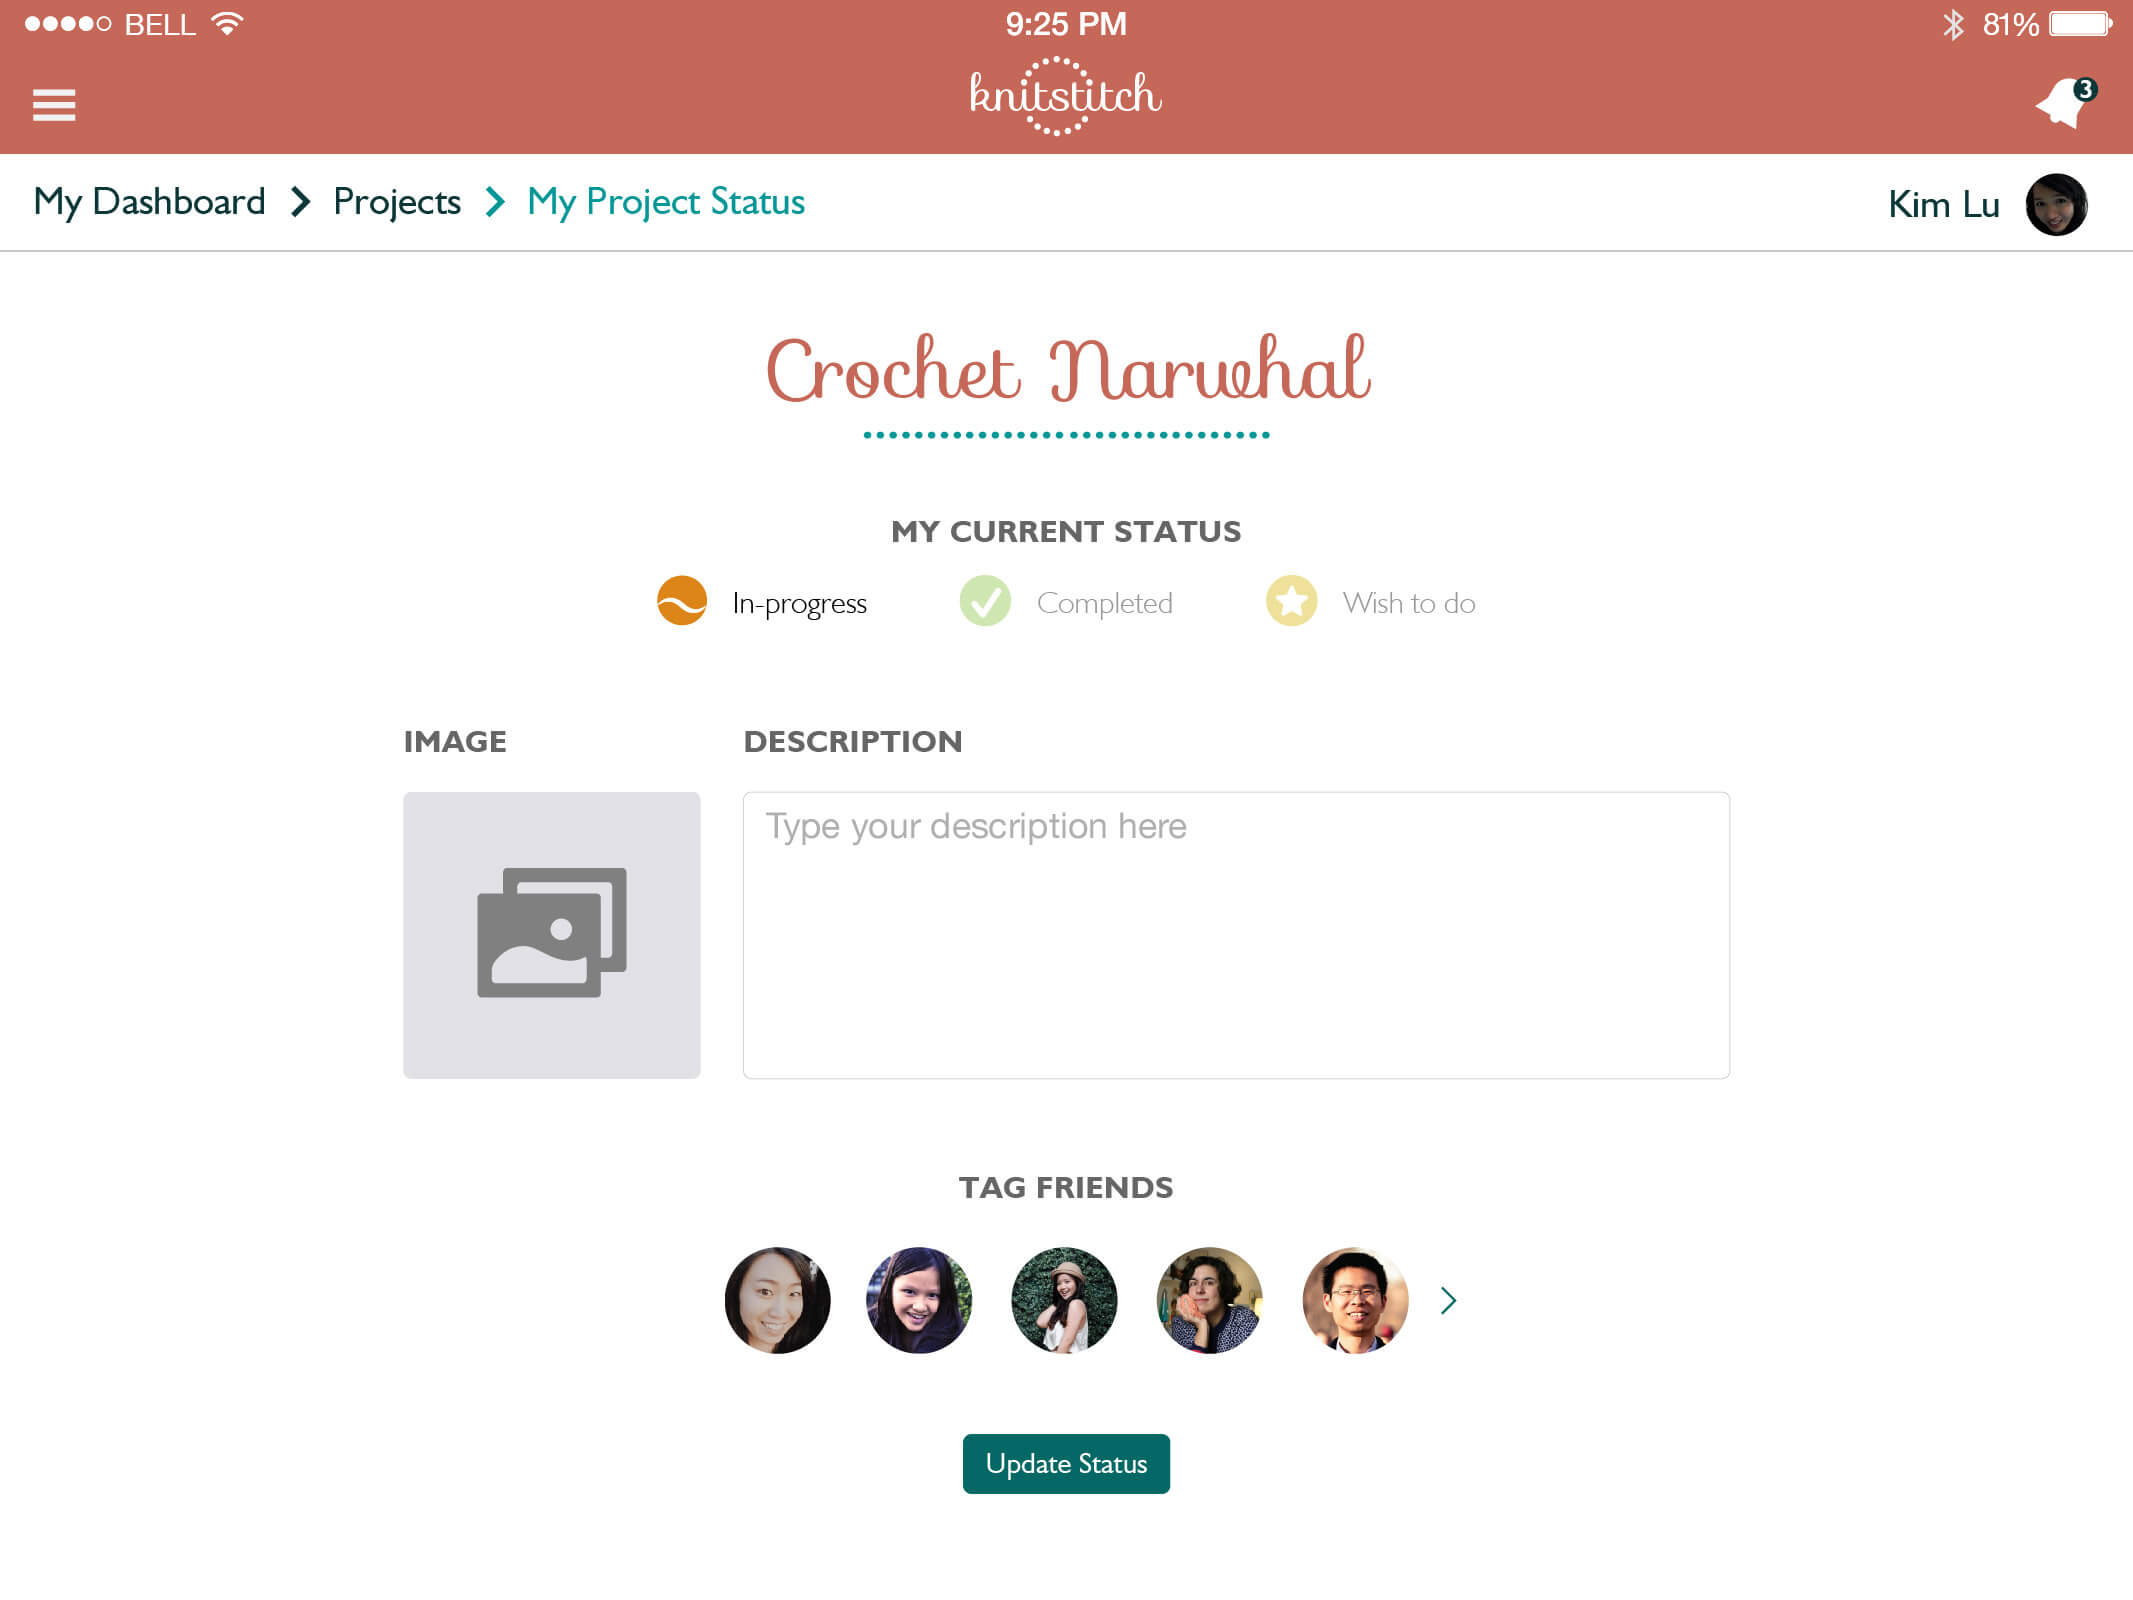 BELL 9:25 PM 81%
knitstitch
3
My Dashboard Projects My Project Status Kim Lu
Crochet Narwhal
MY CURRENT STATUS
In-progress Completed Wish to do
IMAGE DESCRIPTION
Type your description here
TAG FRIENDS
Update Status